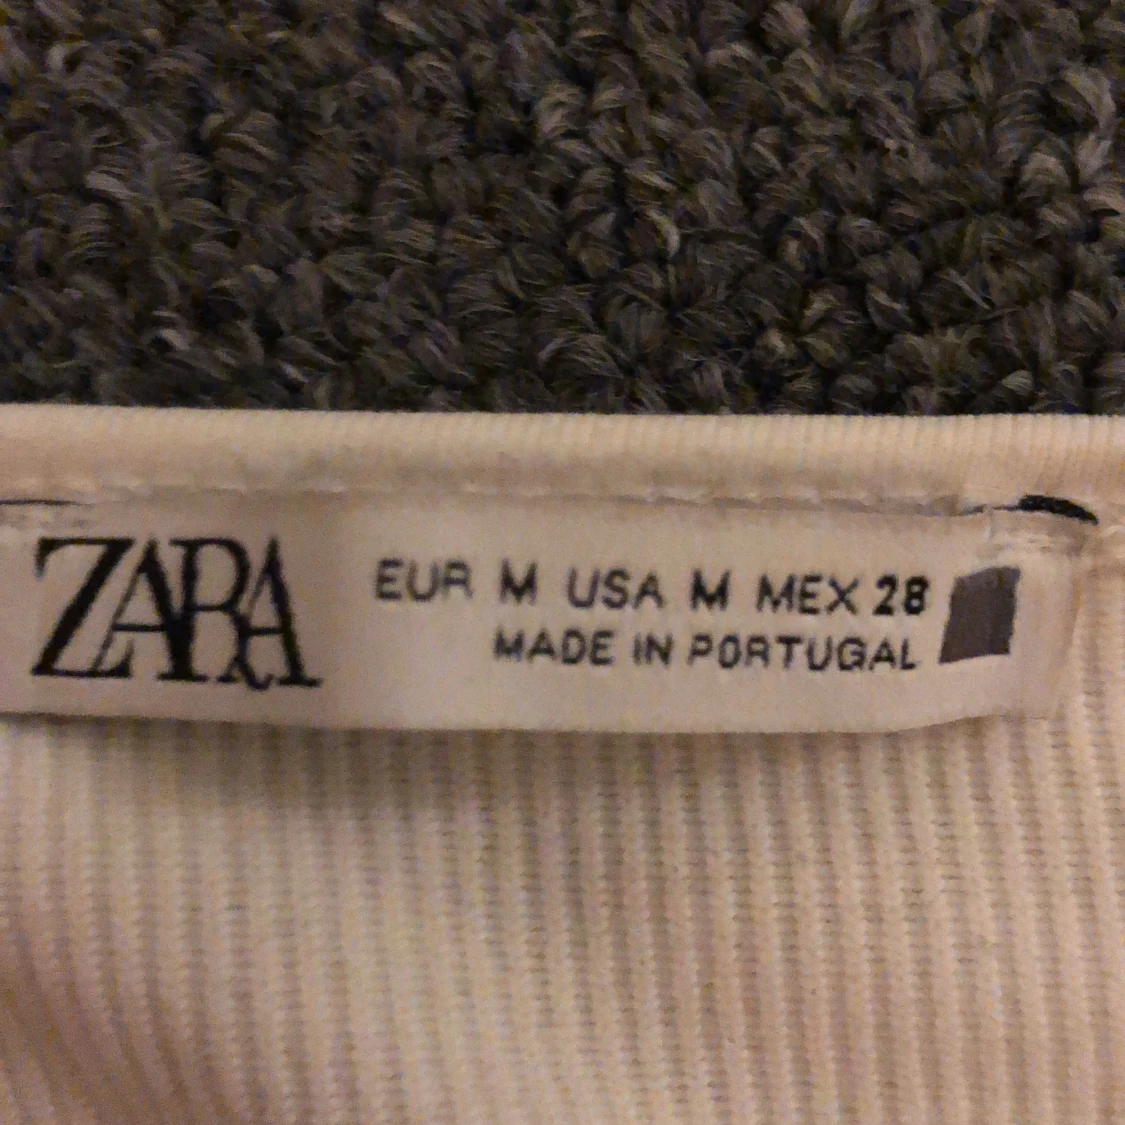 ZARA
EUR M USA M MEX 28
MADE IN PORTUGAL